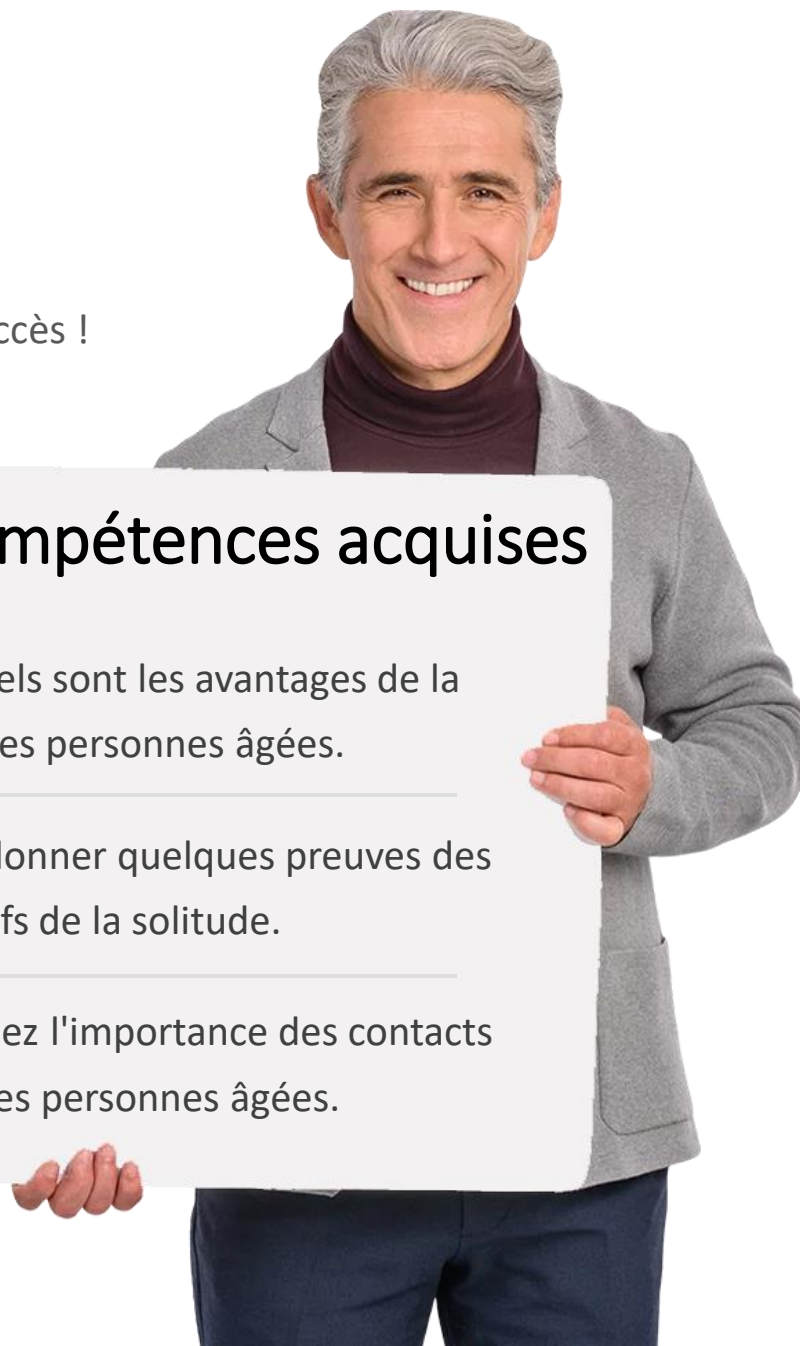 ccès !
mpétences acquises
els sont les avantages de la
es personnes âgées.
donner quelques preuves des
fs de la solitude.
ez l'importance des contacts
es personnes âgées.